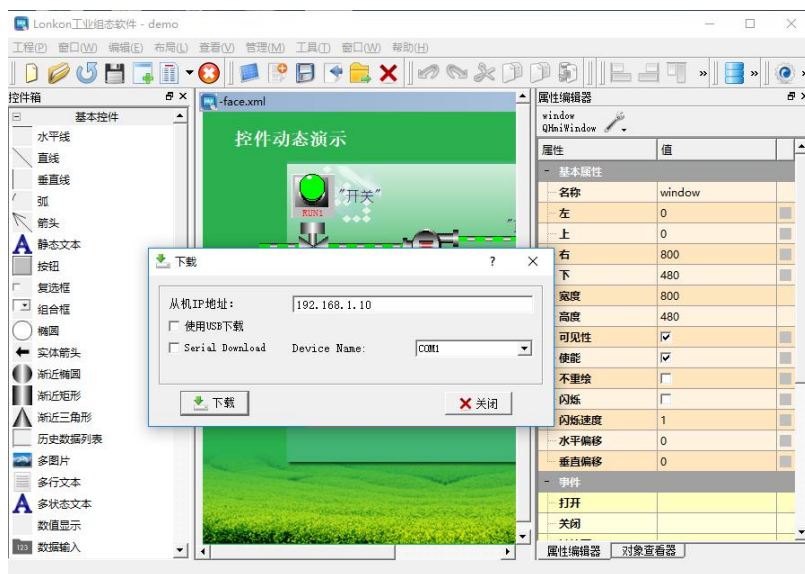 Lonkon工业组态软件 - demo
工程(P) 窗口(W) 编辑(E) 布局(L) 查看(V) 管理(M) 工具(T) 窗口(W) 帮助(H)
控件箱
基本控件
水平线
直线
垂直线
弧
箭头
静态文本
按钮
复选框
组合框
椭圆
实体箭头
渐近椭圆
渐近矩形
渐近三角形
历史数据列表
多图片
多行文本
多状态文本
数值显示
123 数据输入
-face.xml
控件动态演示
"开关"
RUN1
下载
从机IP地址: 192.168.1.10
使用USB下载
Serial Download Device Name: COM1
下载 关闭
属性编辑器
window
QHmiWindow
属性 值
基本属性
名称 window
左 0
上 0
右 800
下 480
宽度 800
高度 480
可见性
使能
不重绘
闪烁
闪烁速度 1
水平偏移 0
垂直偏移 0
事件
打开
关闭
属性编辑器 对象查看器